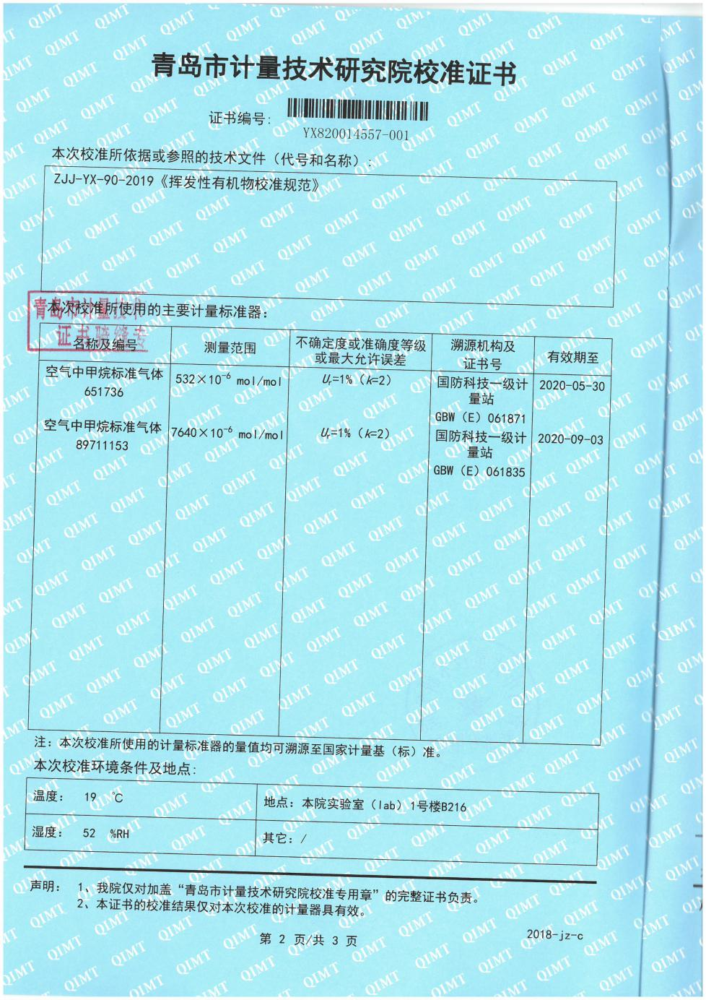 青岛市计量技术研究院校准证书
证书编号：
YX820014557-001
本次校准所依据或参照的技术文件（代号和名称）：
ZJJ-YX-90-2019《挥发性有机物校准规范》
青岛市计量技术
证书骑缝专
本次校准所使用的主要计量标准器：
名称及编号 测量范围 不确定度或准确度等级或最大允许误差 溯源机构及证书号 有效期至
空气中甲烷标准气体 651736 532×10⁻⁶ mol/mol Ur=1%（k=2） 国防科技一级计量站 GBW（E）061871 2020-05-30
空气中甲烷标准气体 89711153 7640×10⁻⁶ mol/mol Ur=1%（k=2） 国防科技一级计量站 GBW（E）061835 2020-09-03
注：本次校准所使用的计量标准器的量值均可溯源至国家计量基（标）准。
本次校准环境条件及地点：
温度： 19 ℃ 地点：本院实验室（lab）1号楼B216
湿度： 52 %RH 其它：/
声明： 1、我院仅对加盖“青岛市计量技术研究院校准专用章”的完整证书负责。
2、本证书的校准结果仅对本次校准的计量器具有效。
第 2 页/共 3 页
2018-jz-c
QIMT